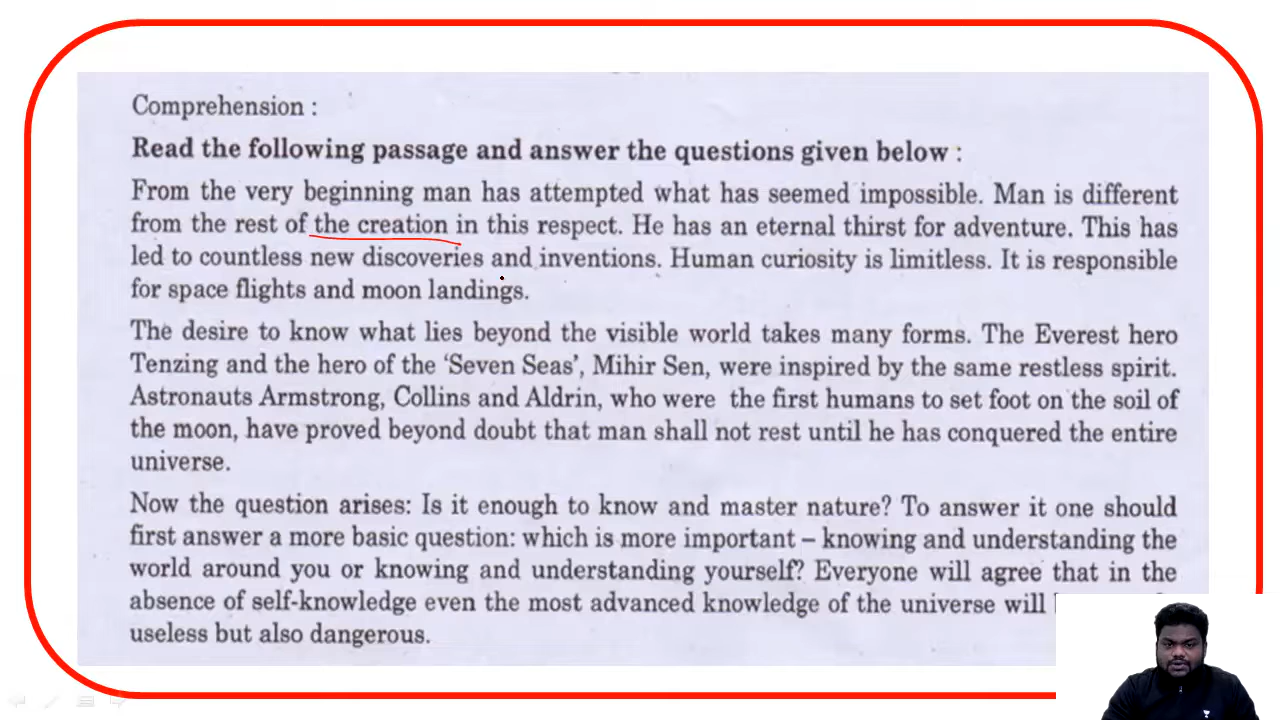 Comprehension :
Read the following passage and answer the questions given below :
From the very beginning man has attempted what has seemed impossible. Man is different
from the rest of the creation in this respect. He has an eternal thirst for adventure. This has
led to countless new discoveries and inventions. Human curiosity is limitless. It is responsible
for space flights and moon landings.
The desire to know what lies beyond the visible world takes many forms. The Everest hero
Tenzing and the hero of the ‘Seven Seas’, Mihir Sen, were inspired by the same restless spirit.
Astronauts Armstrong, Collins and Aldrin, who were the first humans to set foot on the soil of
the moon, have proved beyond doubt that man shall not rest until he has conquered the entire
universe.
Now the question arises: Is it enough to know and master nature? To answer it one should
first answer a more basic question: which is more important – knowing and understanding the
world around you or knowing and understanding yourself? Everyone will agree that in the
absence of self-knowledge even the most advanced knowledge of the universe will
useless but also dangerous.